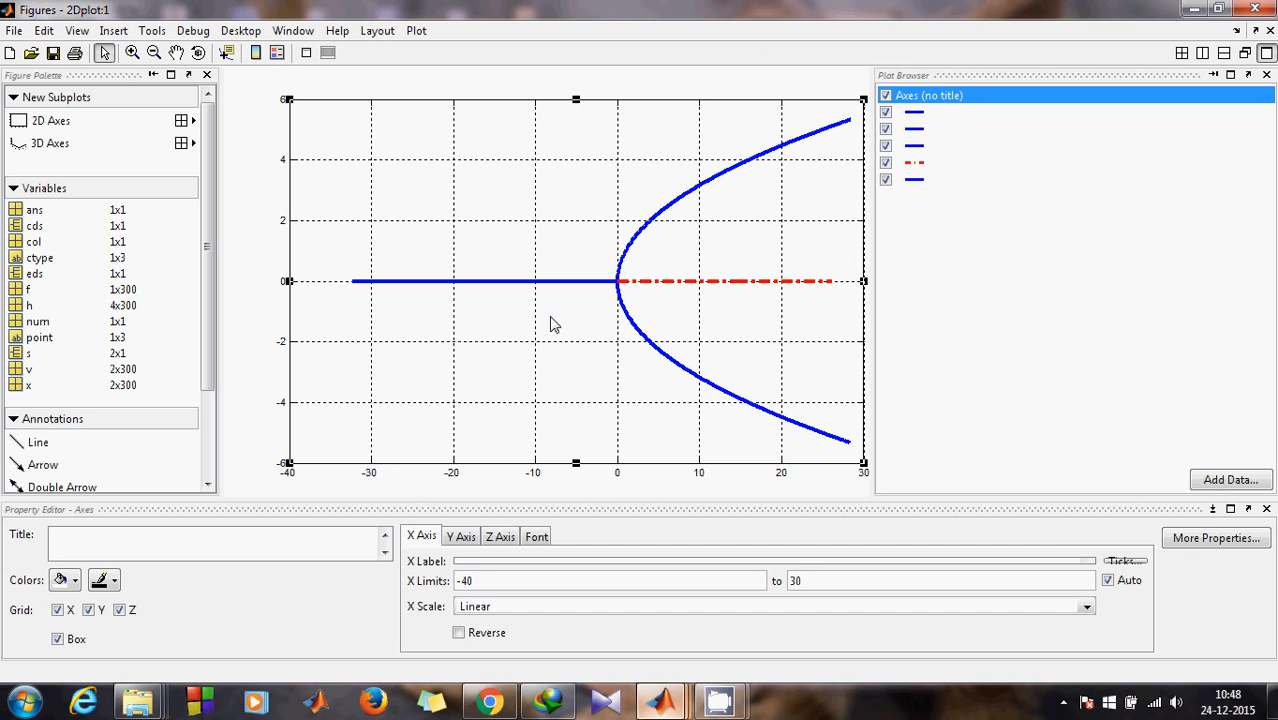 Figures - 2Dplot:1
File Edit View Insert Tools Debug Desktop Window Help Layout Plot
Figure Palette
New Subplots
2D Axes
3D Axes
Variables
ans 1x1
cds 1x1
col 1x1
ctype 1x3
eds 1x1
f 1x300
h 4x300
num 1x1
point 1x3
s 2x1
v 2x300
x 2x300
Annotations
Line
Arrow
Double Arrow
6
4
2
0
-2
-4
-6
-40 -30 -20 -10 0 10 20 30
Plot Browser
Axes (no title)
Add Data...
Property Editor - Axes
Title:
Colors:
Grid: X Y Z
Box
X Axis Y Axis Z Axis Font
X Label: Ticks...
X Limits: -40 to 30 Auto
X Scale: Linear
Reverse
More Properties...
10:48
24-12-2015